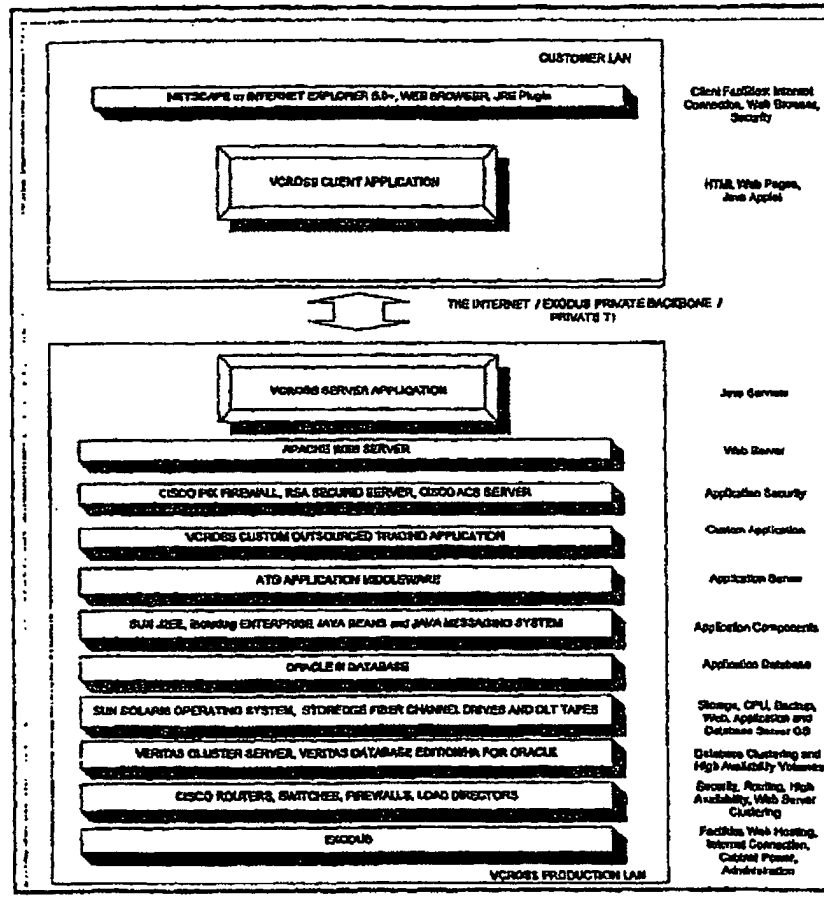 CUSTOMER LAN
NETSCAPE or INTERNET EXPLORER 5.0+, WEB BROWSER, JRE Plugin
Client Facilities: Internet
Connection, Web Browser,
Security
VCROSS CLIENT APPLICATION
HTML Web Pages,
Java Applet
THE INTERNET / EXODUS PRIVATE BACKBONE /
PRIVATE T1
VCROSS SERVER APPLICATION
Java Servlets
APACHE WEB SERVER
Web Server
CISCO PIX FIREWALL, RSA SECURID SERVER, CISCO ACS SERVER
Application Security
VCROSS CUSTOM OUTSOURCED TRADING APPLICATION
Custom Application
ATG APPLICATION MIDDLEWARE
Application Server
SUN J2EE, including ENTERPRISE JAVA BEANS and JAVA MESSAGING SYSTEM
Application Components
ORACLE 8i DATABASE
Application Database
SUN SOLARIS OPERATING SYSTEM, STOREDGE FIBER CHANNEL DRIVES AND DLT TAPES
Storage, CPU, Backup,
Web, Application and
Database Server OS
VERITAS CLUSTER SERVER, VERITAS DATABASE EDITION/HA FOR ORACLE
Database Clustering and
High Availability Volumes
CISCO ROUTERS, SWITCHES, FIREWALLS, LOAD DIRECTORS
Security, Routing, High
Availability, Web Server
Clustering
EXODUS
Facilities Web Hosting,
Internet Connection,
Cabinet Power,
Administration
VCROSS PRODUCTION LAN